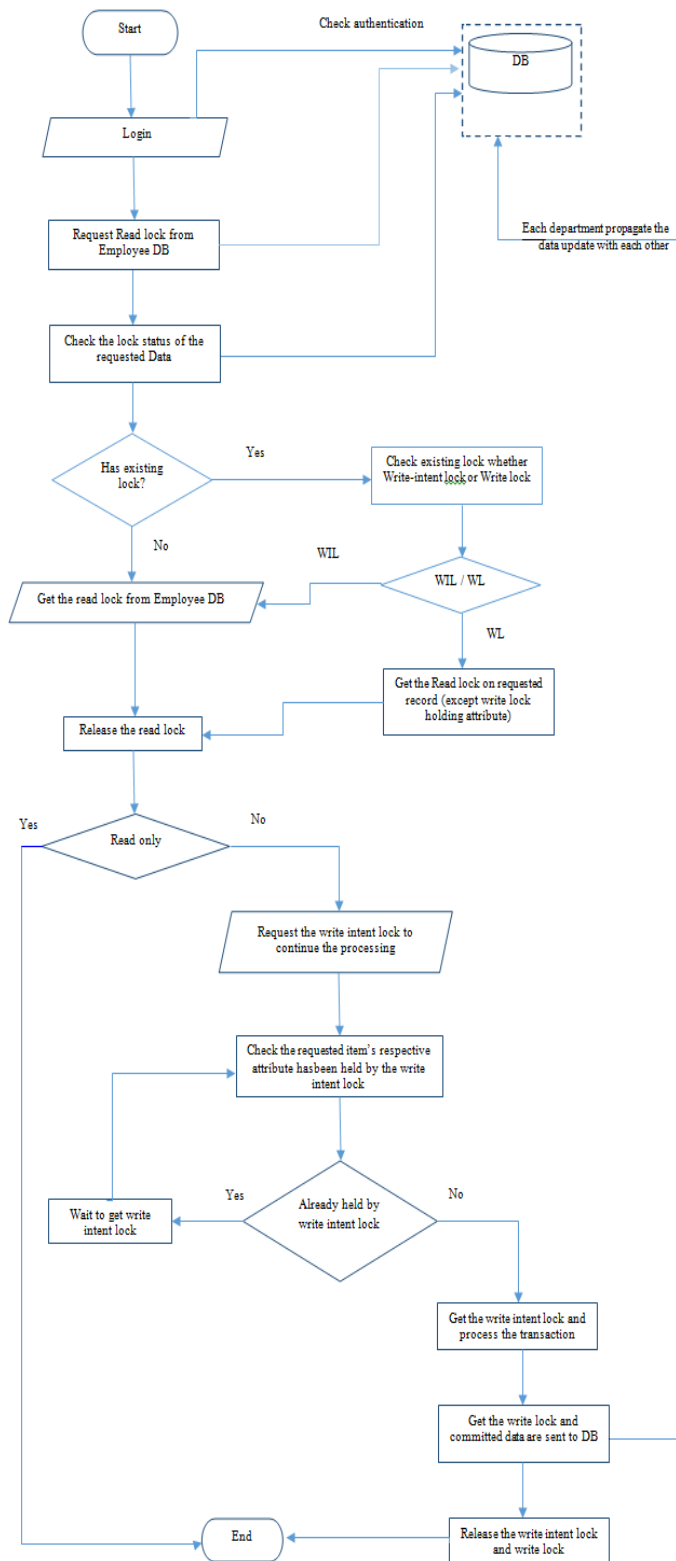 Start
Check authentication
DB
Login
Request Read lock from
Employee DB
Each department propagate the
data update with each other
Check the lock status of the
requested Data
Has existing
lock?
Yes
Check existing lock whether
Write-intent lock or Write lock
No
WIL
WIL / WL
Get the read lock from Employee DB
WL
Get the Read lock on requested
record (except write lock
holding attribute)
Release the read lock
Yes
Read only
No
Request the write intent lock to
continue the processing
Check the requested item's respective
attribute hasbeen held by the write
intent lock
Yes
Already held by
write intent lock
No
Wait to get write
intent lock
Get the write intent lock and
process the transaction
Get the write lock and
committed data are sent to DB
End
Release the write intent lock
and write lock